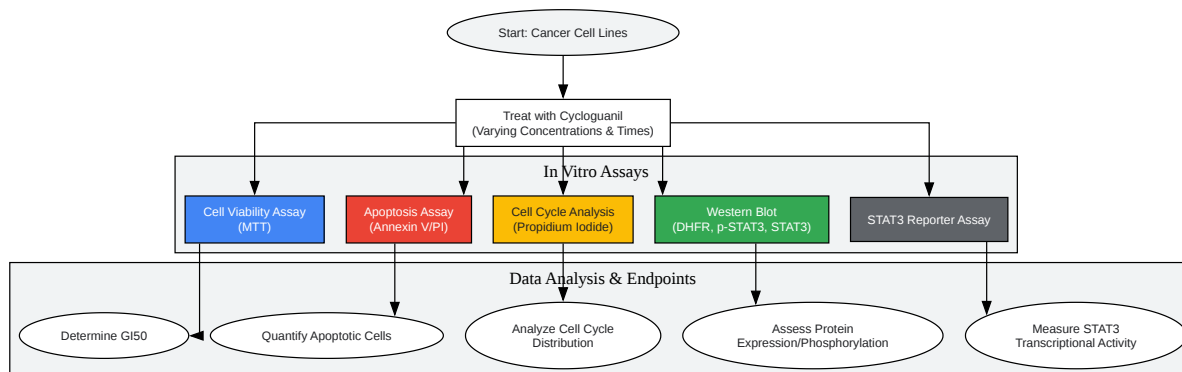 Start: Cancer Cell Lines
Treat with Cycloguanil
(Varying Concentrations & Times)
In Vitro Assays
Cell Viability Assay
(MTT)
Apoptosis Assay
(Annexin V/PI)
Cell Cycle Analysis
(Propidium Iodide)
Western Blot
(DHFR, p-STAT3, STAT3)
STAT3 Reporter Assay
Data Analysis & Endpoints
Determine GI50
Quantify Apoptotic Cells
Analyze Cell Cycle
Distribution
Assess Protein
Expression/Phosphorylation
Measure STAT3
Transcriptional Activity